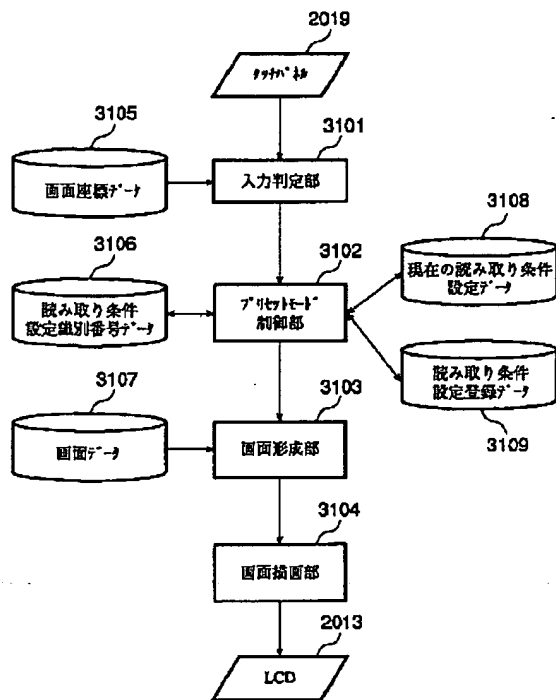 2019
タッチパネル
3105
3101
画面座標データ
入力判定部
3108
3106
3102
現在の読み取り条件
設定データ
読み取り条件
設定識別番号データ
プリセットモード
制御部
3107
3103
読み取り条件
設定登録データ
画面データ
画面形成部
3109
3104
画面描画部
2013
LCD